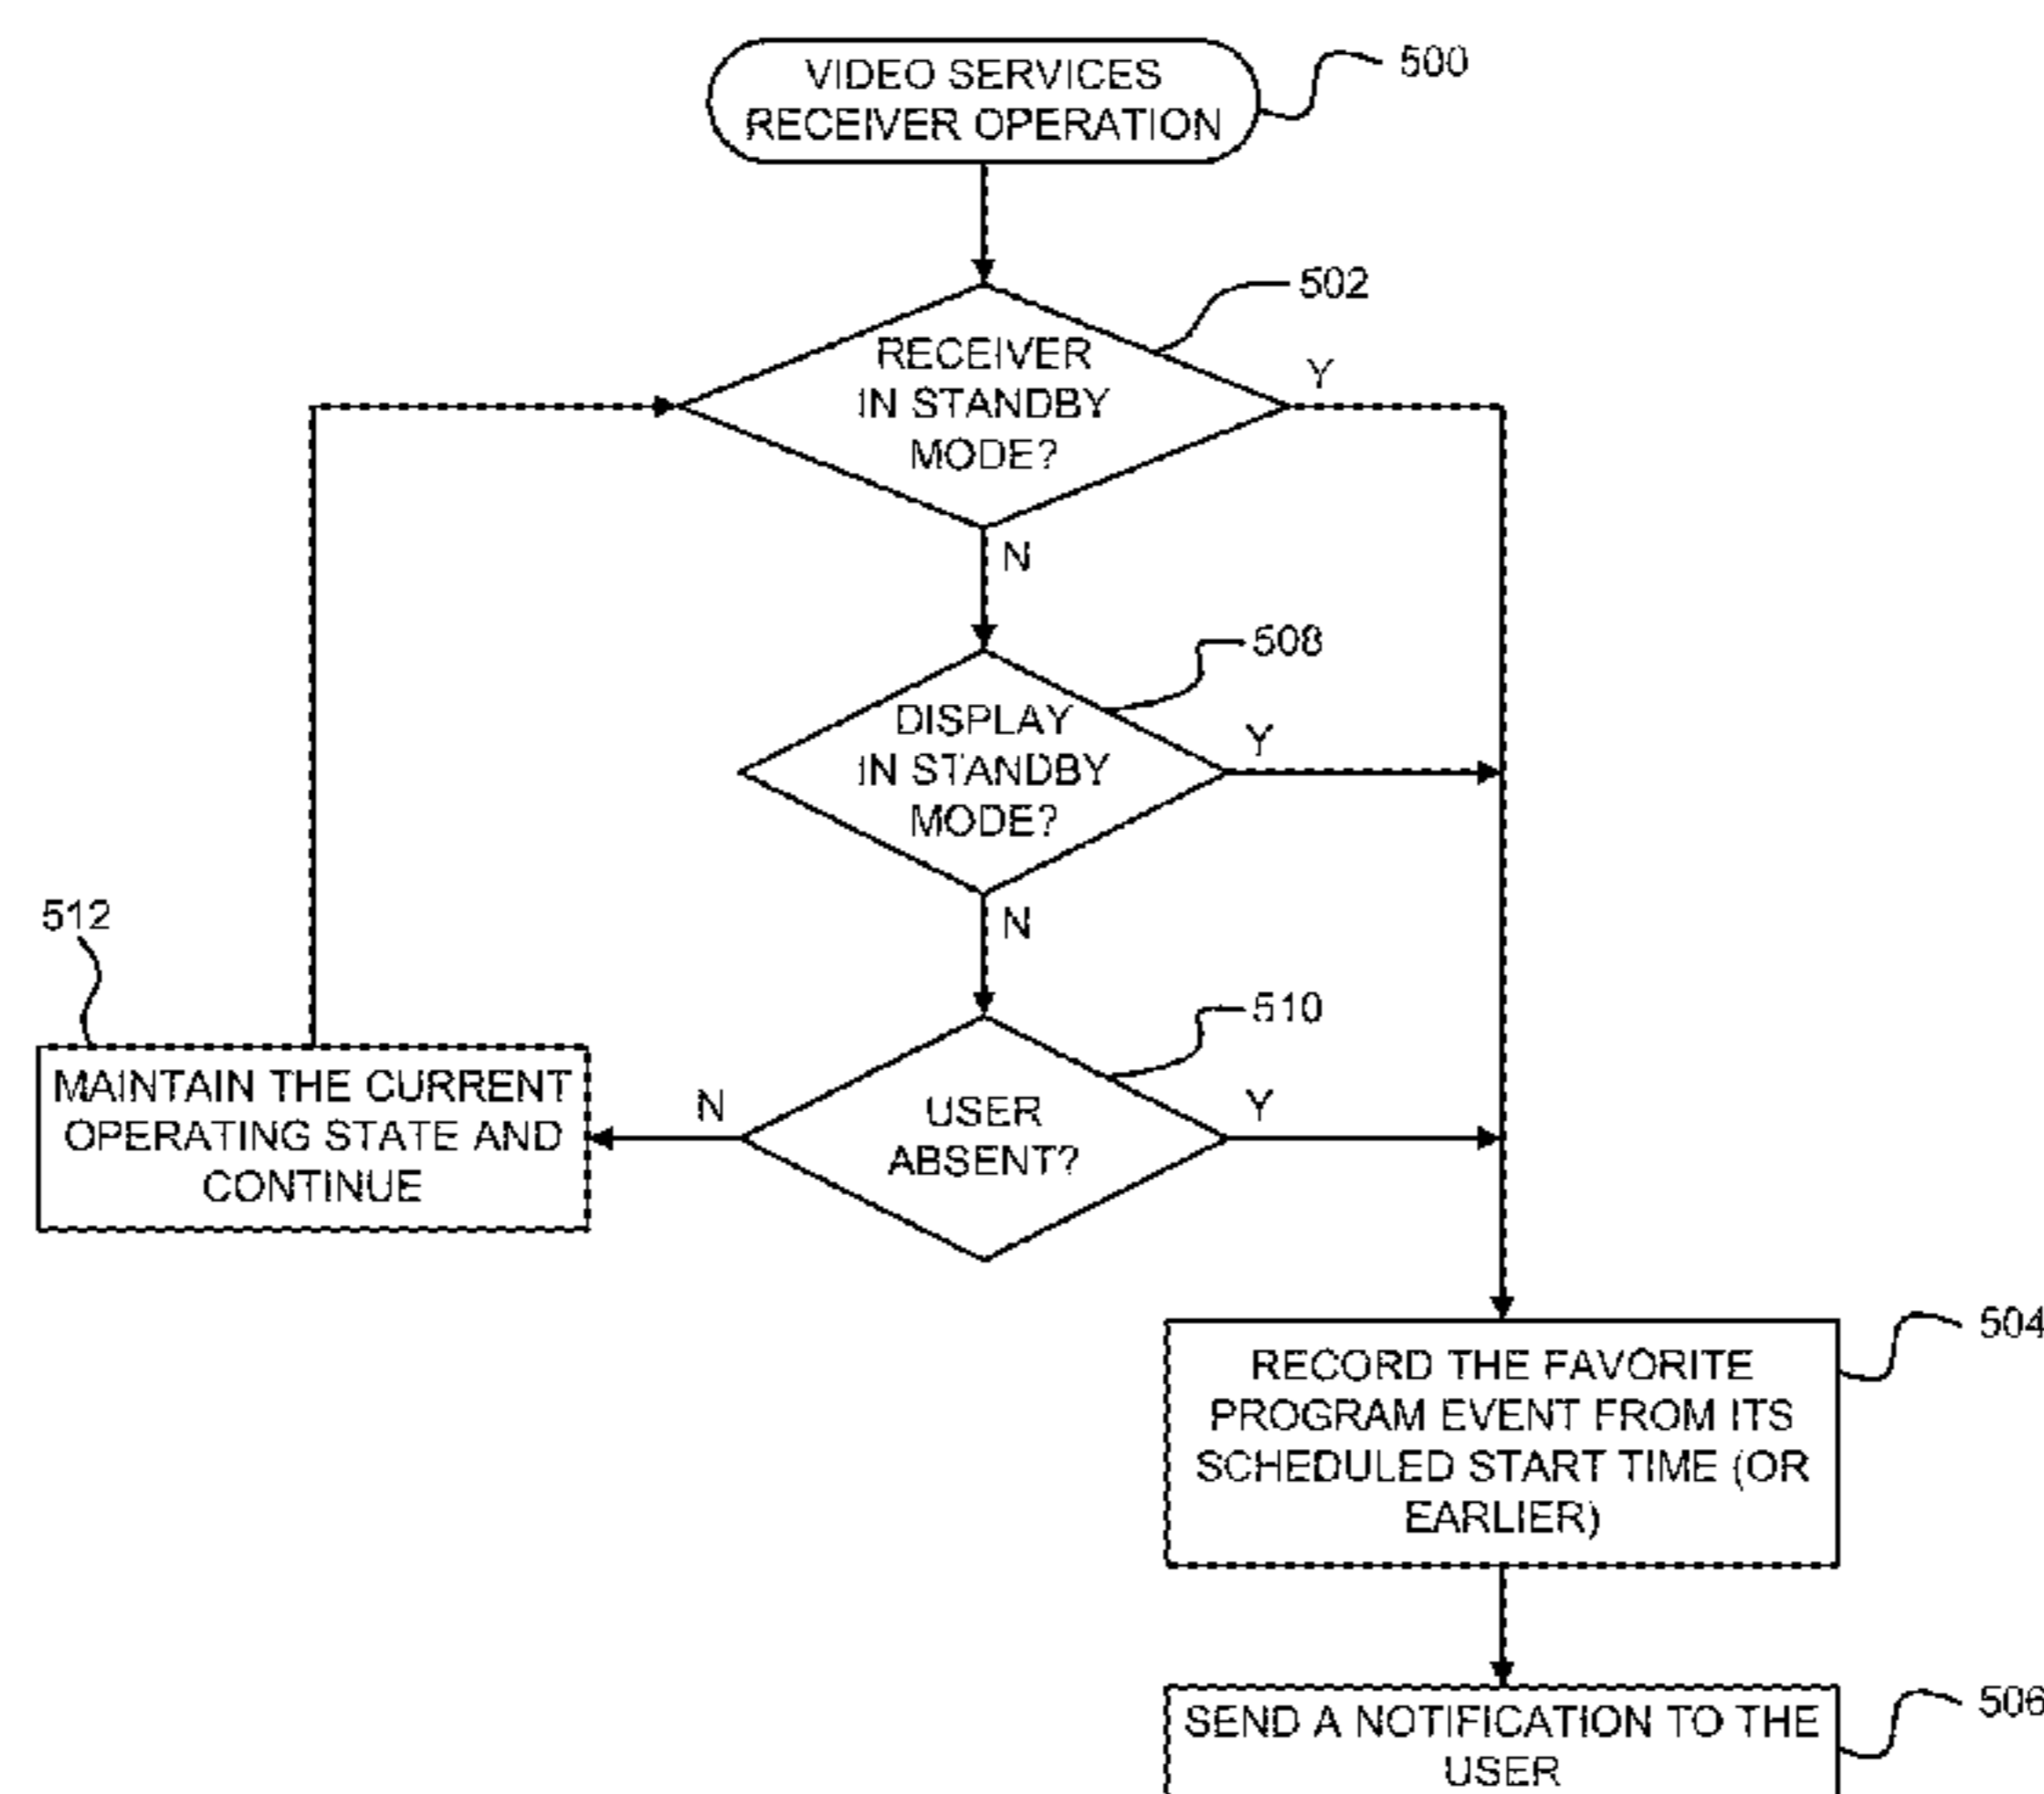 VIDEO SERVICES
RECEIVER OPERATION
500
502
RECEIVER
IN STANDBY
MODE?
Y
N
508
DISPLAY
IN STANDBY
MODE?
Y
N
512
510
MAINTAIN THE CURRENT
OPERATING STATE AND
CONTINUE
N
USER
ABSENT?
Y
504
RECORD THE FAVORITE
PROGRAM EVENT FROM ITS
SCHEDULED START TIME (OR
EARLIER)
506
SEND A NOTIFICATION TO THE
USER